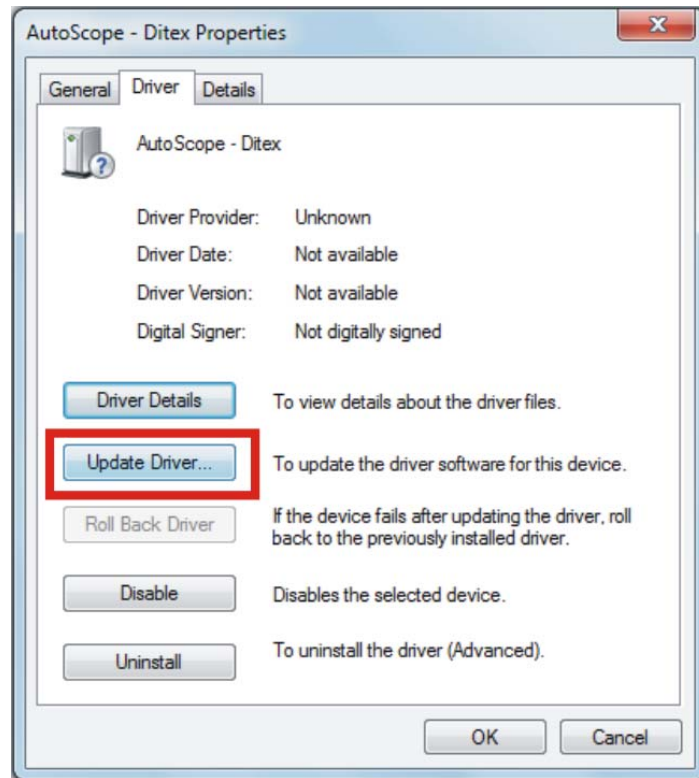 AutoScope - Ditex Properties
General Driver Details
AutoScope - Ditex
Driver Provider: Unknown
Driver Date: Not available
Driver Version: Not available
Digital Signer: Not digitally signed
Driver Details To view details about the driver files.
Update Driver... To update the driver software for this device.
Roll Back Driver If the device fails after updating the driver, roll
back to the previously installed driver.
Disable Disables the selected device.
Uninstall To uninstall the driver (Advanced).
OK Cancel